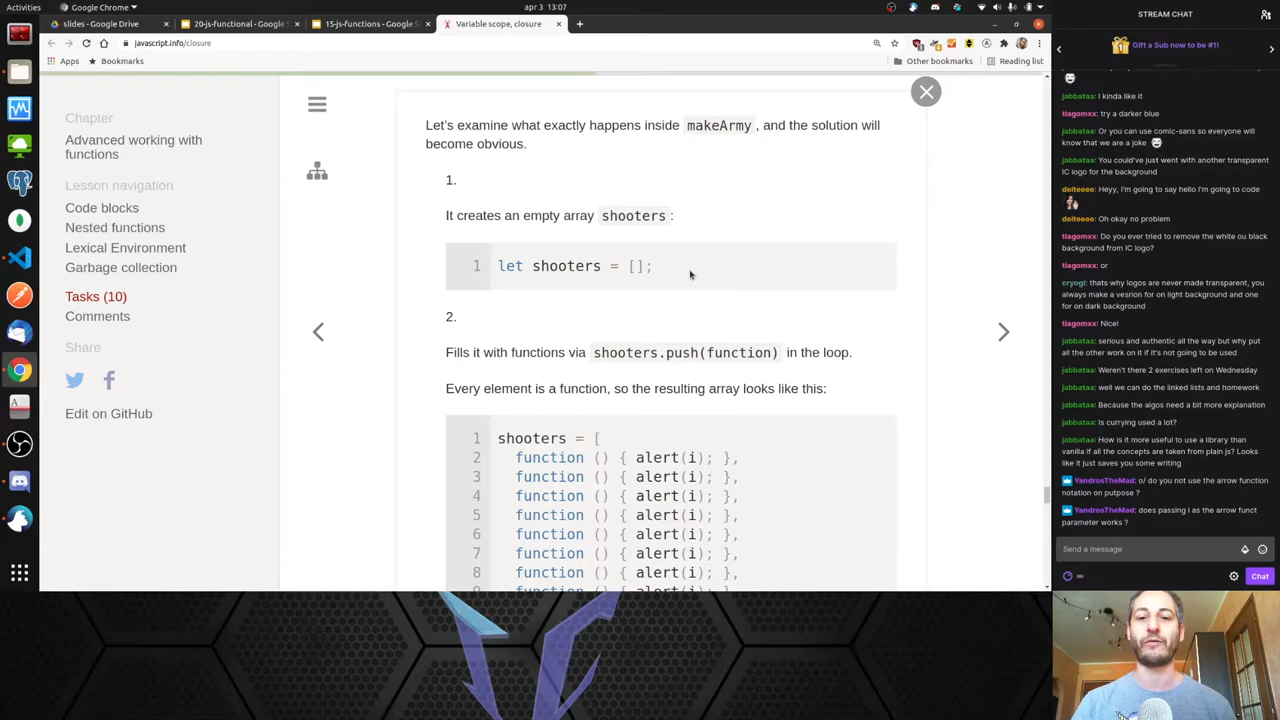 Activities
Google Chrome
apr 3 13:07
slides - Google Drive
20-js-functional - Google S
15-js-functions - Google S
Variable scope, closure
javascript.info/closure
Apps
Bookmarks
Other bookmarks
Reading list
Chapter
Advanced working with
functions
Lesson navigation
Code blocks
Nested functions
Lexical Environment
Garbage collection
Tasks (10)
Comments
Share
Edit on GitHub
Let's examine what exactly happens inside makeArmy, and the solution will
become obvious.
1.
It creates an empty array shooters:
1 let shooters = [];
2.
Fills it with functions via shooters.push(function) in the loop.
Every element is a function, so the resulting array looks like this:
1 shooters = [
2 function () { alert(i); },
3 function () { alert(i); },
4 function () { alert(i); },
5 function () { alert(i); },
6 function () { alert(i); },
7 function () { alert(i); },
8 function () { alert(i); },
9 function () { alert(i); },
STREAM CHAT
Gift a Sub now to be #1!
jabbataa: I kinda like it
tiagomxx: try a darker blue
jabbataa: Or you can use comic-sans so everyone will
know that we are a joke
jabbataa: You could've just went with another transparent
IC logo for the background
deiteeee: Heyy, I'm going to say hello I'm going to code
deiteeee: Oh okay no problem
tiagomxx: Do you ever tried to remove the white ou black
background from IC logo?
tiagomxx: or
cryogi: thats why logos are never made transparent, you
always make a vesrion for on light background and one
for on dark background
tiagomxx: Nice!
jabbataa: serious and authentic all the way but why put
all the other work on it if it's not going to be used
jabbataa: Weren't there 2 exercises left on Wednesday
jabbataa: well we can do the linked lists and homework
jabbataa: Because the algos need a bit more explanation
jabbataa: Is currying used a lot?
jabbataa: How is it more useful to use a library than
vanilla if all the concepts are taken from plain js? Looks
like it just saves you some writing
YandrosTheMad: o/ do you not use the arrow function
notation on putpose ?
YandrosTheMad: does passing i as the arrow funct
parameter works ?
Send a message
Chat